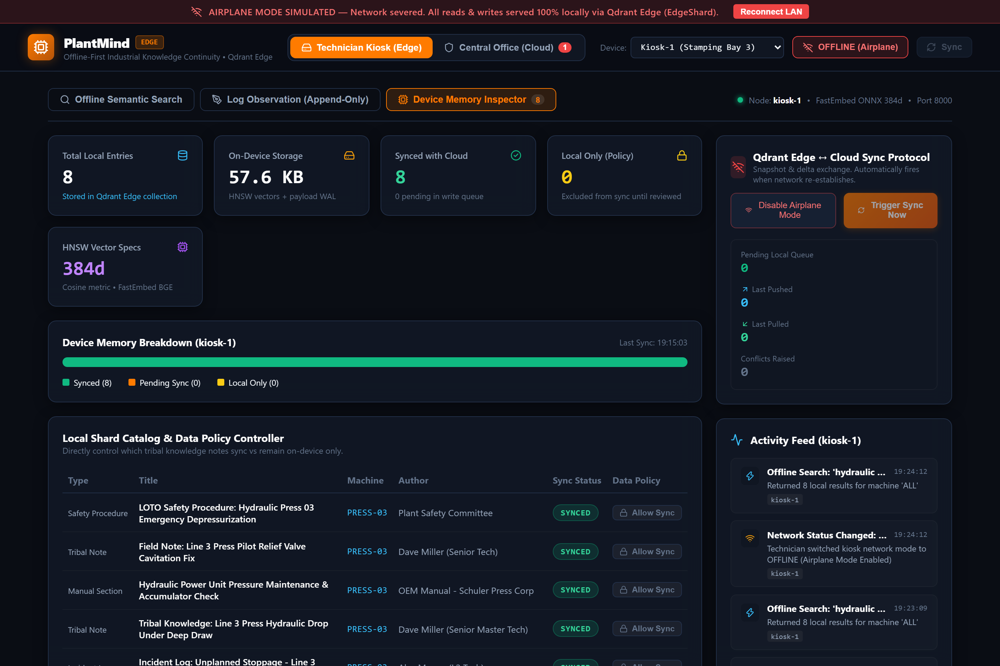 AIRPLANE MODE SIMULATED — Network severed. All reads & writes served 100% locally via Qdrant Edge (EdgeShard).
Reconnect LAN
PlantMind
EDGE
Offline-First Industrial Knowledge Continuity • Qdrant Edge
Technician Kiosk (Edge)
Central Office (Cloud) 1
Device:
Kiosk-1 (Stamping Bay 3)
OFFLINE (Airplane)
Sync
Offline Semantic Search
Log Observation (Append-Only)
Device Memory Inspector 8
Node: kiosk-1 • FastEmbed ONNX 384d • Port 8000
Total Local Entries
8
Stored in Qdrant Edge collection
On-Device Storage
57.6 KB
HNSW vectors + payload WAL
Synced with Cloud
8
0 pending in write queue
Local Only (Policy)
0
Excluded from sync until reviewed
HNSW Vector Specs
384d
Cosine metric • FastEmbed BGE
Qdrant Edge ↔ Cloud Sync Protocol
Snapshot & delta exchange. Automatically fires
when network re-establishes.
Disable Airplane
Mode
Trigger Sync
Now
Pending Local Queue
0
Last Pushed
0
Last Pulled
0
Conflicts Raised
0
Device Memory Breakdown (kiosk-1)
Last Sync: 19:15:03
Synced (8)
Pending Sync (0)
Local Only (0)
Local Shard Catalog & Data Policy Controller
Directly control which tribal knowledge notes sync vs remain on-device only.
Type Title Machine Author Sync Status Data Policy
Safety Procedure
LOTO Safety Procedure: Hydraulic Press 03
Emergency Depressurization
PRESS-03
Plant Safety Committee
SYNCED
Allow Sync
Tribal Note
Field Note: Line 3 Press Pilot Relief Valve
Cavitation Fix
PRESS-03
Dave Miller (Senior Tech)
SYNCED
Allow Sync
Manual Section
Hydraulic Power Unit Pressure Maintenance &
Accumulator Check
PRESS-03
OEM Manual - Schuler Press Corp
SYNCED
Allow Sync
Tribal Note
Tribal Knowledge: Line 3 Press Hydraulic Drop
Under Deep Draw
PRESS-03
Dave Miller (Senior Master Tech)
SYNCED
Allow Sync
Incident Log: Unplanned Stoppage - Line 3
Activity Feed (kiosk-1)
Offline Search: 'hydraulic ... 19:24:12
Returned 8 local results for machine 'ALL'
kiosk-1
Network Status Changed: ... 19:24:12
Technician switched kiosk network mode to
OFFLINE (Airplane Mode Enabled)
kiosk-1
Offline Search: 'hydraulic ... 19:23:09
Returned 8 local results for machine 'ALL'
kiosk-1